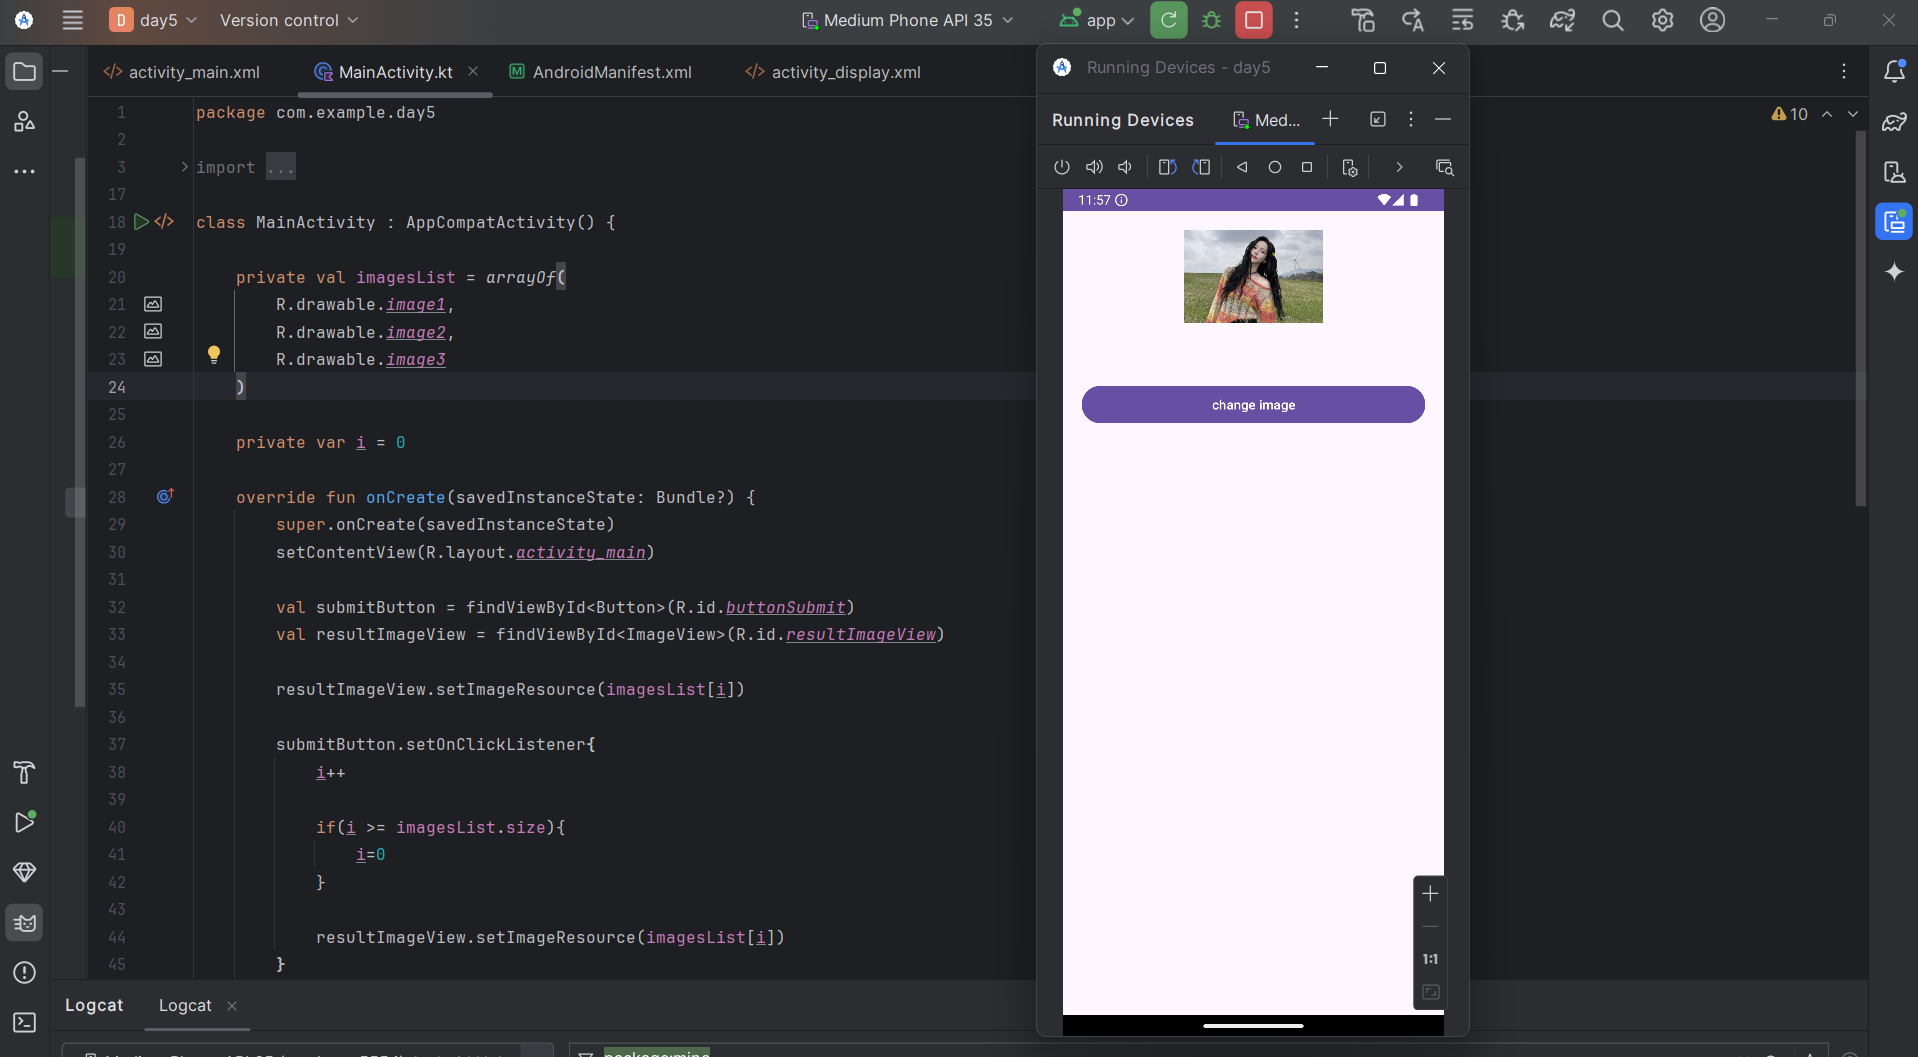 D day5 Version control Medium Phone API 35 app
activity_main.xml MainActivity.kt AndroidManifest.xml activity_display.xml
10
1 package com.example.day5
2
3 import ...
17
18 class MainActivity : AppCompatActivity() {
19
20 private val imagesList = arrayOf(
21 R.drawable.image1,
22 R.drawable.image2,
23 R.drawable.image3
24 )
25
26 private var i = 0
27
28 override fun onCreate(savedInstanceState: Bundle?) {
29 super.onCreate(savedInstanceState)
30 setContentView(R.layout.activity_main)
31
32 val submitButton = findViewById<Button>(R.id.buttonSubmit)
33 val resultImageView = findViewById<ImageView>(R.id.resultImageView)
34
35 resultImageView.setImageResource(imagesList[i])
36
37 submitButton.setOnClickListener{
38 i++
39
40 if(i >= imagesList.size){
41 i=0
42 }
43
44 resultImageView.setImageResource(imagesList[i])
45 }
Running Devices - day5
Running Devices Med...
11:57
change image
1:1
Logcat Logcat
package:mine